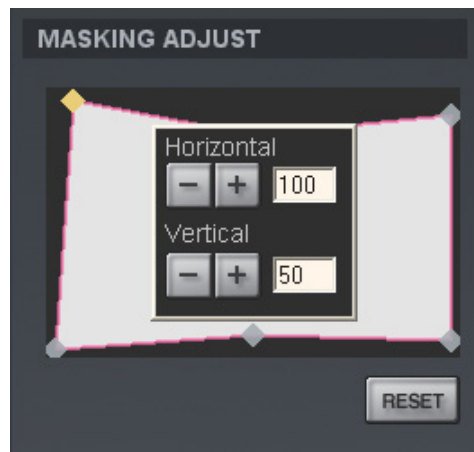 MASKING ADJUST
Horizontal
− + 100
Vertical
− + 50
RESET